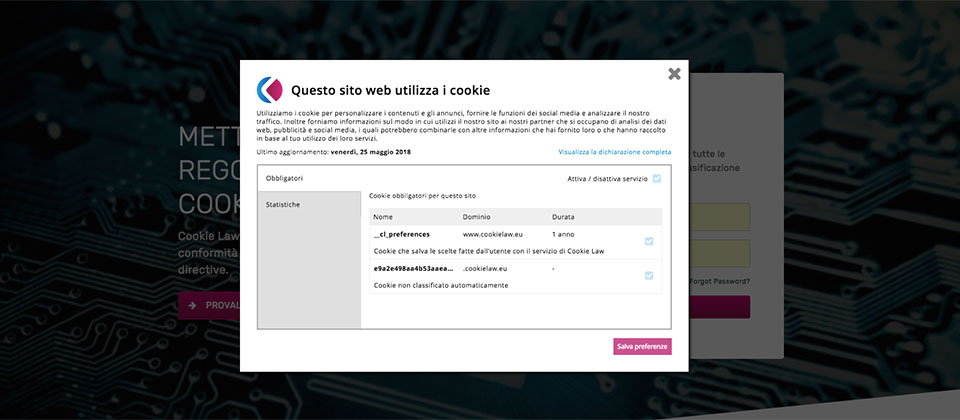 Questo sito web utilizza i cookie
Utilizziamo i cookie per personalizzare i contenuti e gli annunci, fornire le funzioni dei social media e analizzare il nostro
traffico. Inoltre forniamo informazioni sul modo in cui utilizzi il nostro sito ai nostri partner che si occupano di analisi dei dati
web, pubblicità e social media, i quali potrebbero combinarle con altre informazioni che hai fornito loro o che hanno raccolto
in base al tuo utilizzo dei loro servizi.
Ultimo aggiornamento: venerdì, 25 maggio 2018 Visualizza la dichiarazione completa
Obbligatori Attiva / disattiva servizio
Statistiche
Cookie obbligatori per questo sito
Nome Dominio Durata
__cl_preferences www.cookielaw.eu 1 anno
Cookie che salva le scelte fatte dall'utente con il servizio di Cookie Law
e9a2e498aa4b53aaea... .cookielaw.eu -
Cookie non classificato automaticamente
Salva preferenze
METT
REGO
COOK
Cookie Law
conformità
directive.
PROVAL
tutte le
ssificazione
Forgot Password?